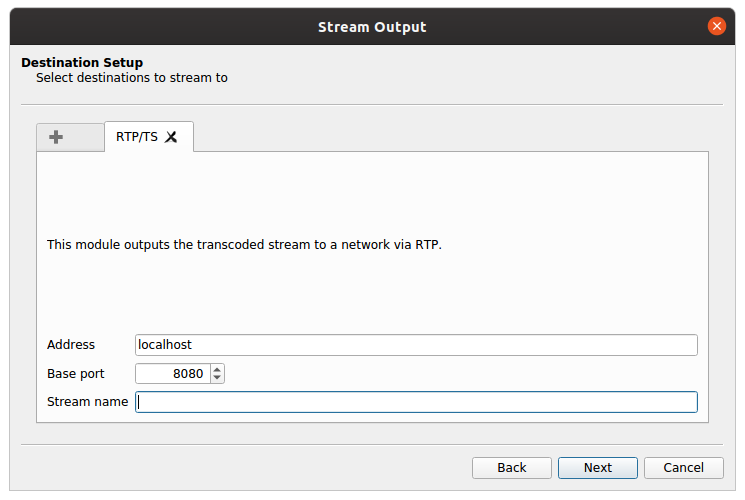 Stream Output
Destination Setup
Select destinations to stream to
RTP/TS
This module outputs the transcoded stream to a network via RTP.
Address localhost
Base port 8080
Stream name
Back Next Cancel